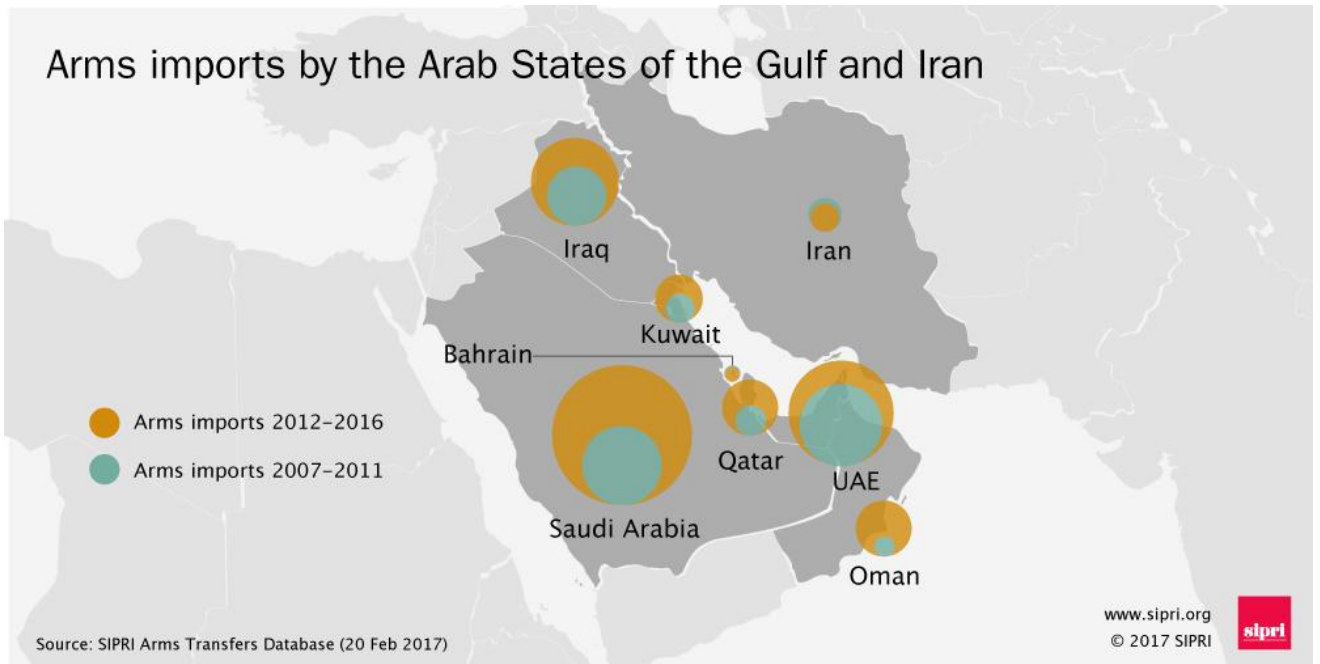 Arms imports by the Arab States of the Gulf and Iran
Iraq
Iran
Kuwait
Bahrain
Arms imports 2012–2016
Arms imports 2007–2011
Qatar
UAE
Saudi Arabia
Oman
www.sipri.org
© 2017 SIPRI
sipri
Source: SIPRI Arms Transfers Database (20 Feb 2017)